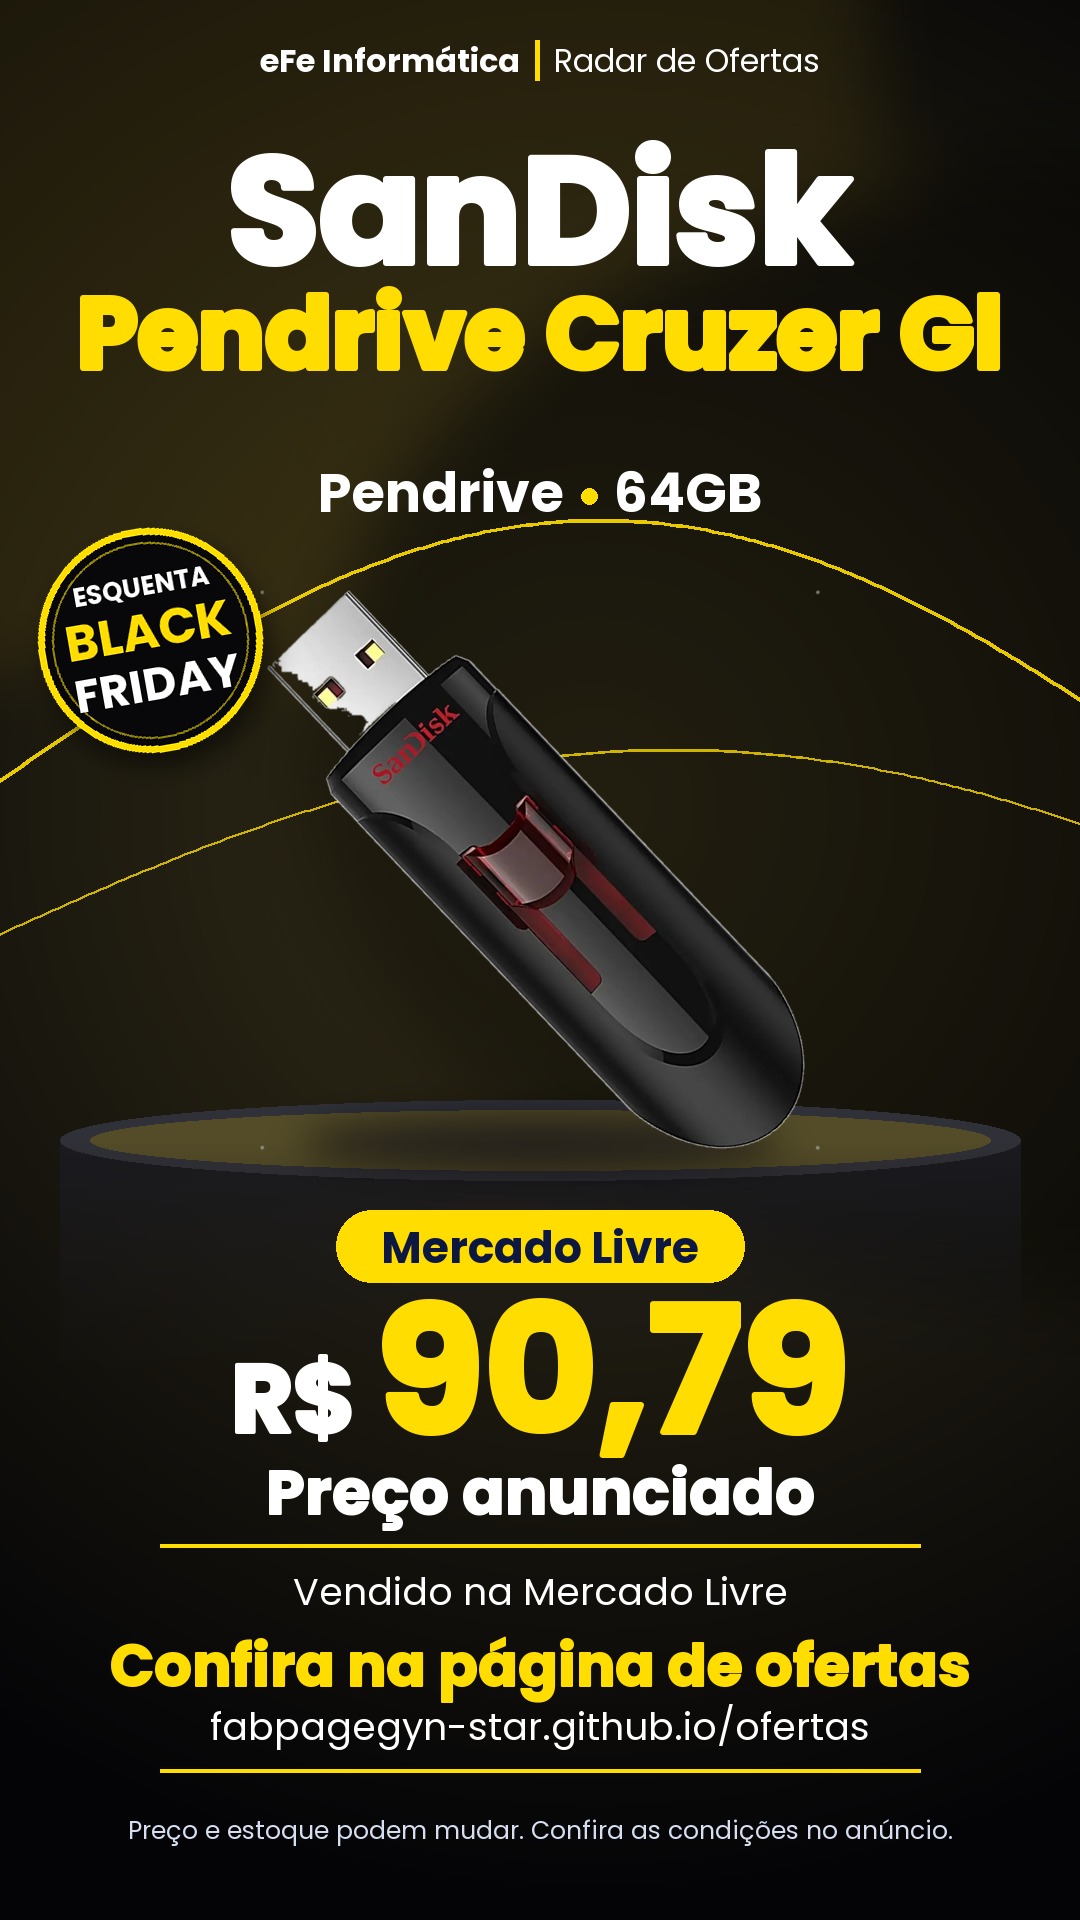 eFe Informática | Radar de Ofertas
SanDisk
Pendrive Cruzer Gl
Pendrive • 64GB
ESQUENTA
BLACK
FRIDAY
SanDisk
Mercado Livre
R$ 90,79
Preço anunciado
Vendido na Mercado Livre
Confira na página de ofertas
fabpagegyn-star.github.io/ofertas
Preço e estoque podem mudar. Confira as condições no anúncio.